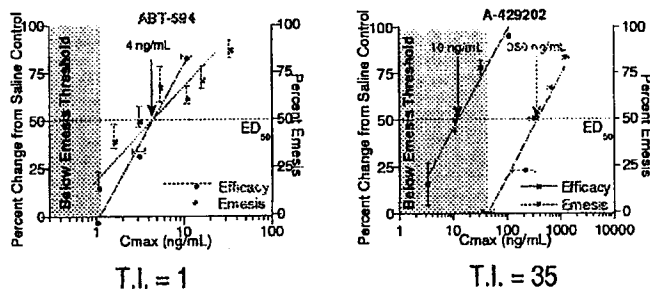 ABT-594
Percent Change from Saline Control
100
75
50
25
0
Below Emesis Threshold
4 ng/mL
ED50
Efficacy
Emesis
100
75
50
25
0
Percent Emesis
1
10
100
Cmax (ng/mL)
T.I. = 1
A-429202
Percent Change from Saline Control
100
75
50
25
0
Below Emesis Threshold
10 ng/mL
ng/mL
ED50
Efficacy
Emesis
100
75
50
25
0
Percent Emesis
1
10
100
1000
10000
Cmax (ng/mL)
T.I. = 35